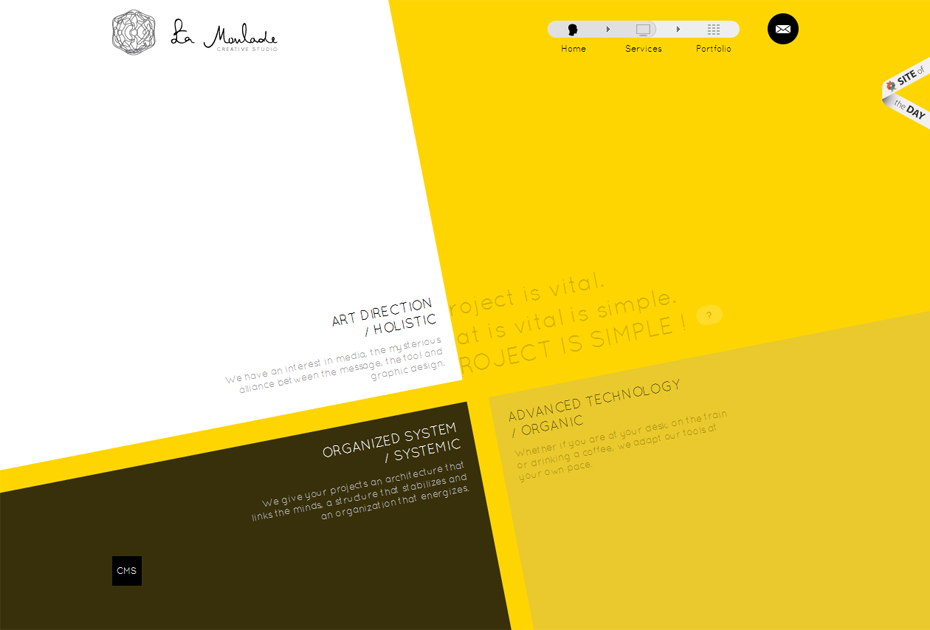 La Moulade
CREATIVE STUDIO
Home
Services
Portfolio
SITE of
the DAY
roject is vital.
at is vital is simple.
ROJECT IS SIMPLE !
?
ART DIRECTION
/ HOLISTIC
We have an interest in media, the mysterious
alliance between the message, the tool and
graphic design.
ADVANCED TECHNOLOGY
/ ORGANIC
Whether if you are at your desk, on the train
or drinking a coffee, we adapt our tools at
your own pace.
ORGANIZED SYSTEM
/ SYSTEMIC
We give your projects an architecture that
links the minds, a structure that stabilizes and
an organization that energizes.
CMS